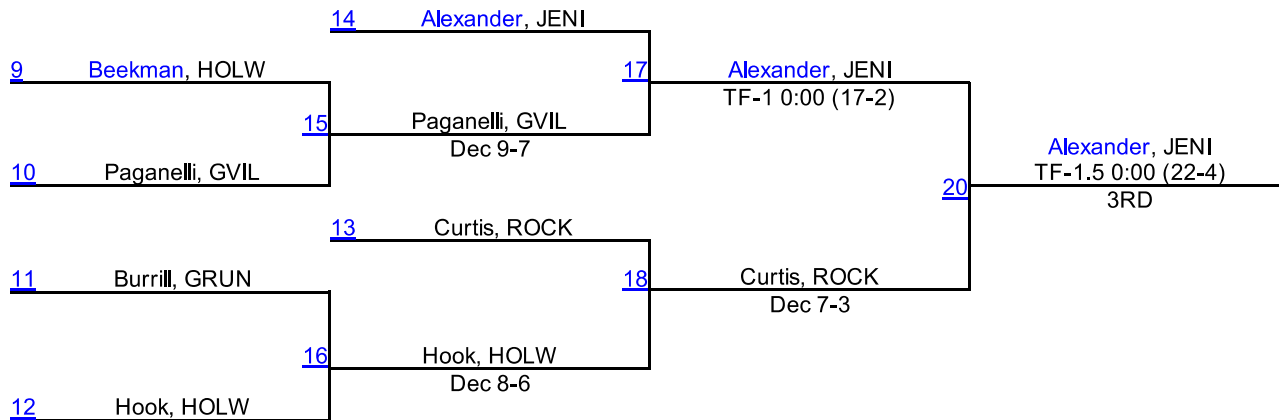 14 Alexander, JENI
9 Beekman, HOLW
17 Alexander, JENI
TF-1 0:00 (17-2)
15 Paganelli, GVIL
Dec 9-7
Alexander, JENI
TF-1.5 0:00 (22-4)
3RD
10 Paganelli, GVIL
20
13 Curtis, ROCK
11 Burrill, GRUN
18 Curtis, ROCK
Dec 7-3
16 Hook, HOLW
Dec 8-6
12 Hook, HOLW